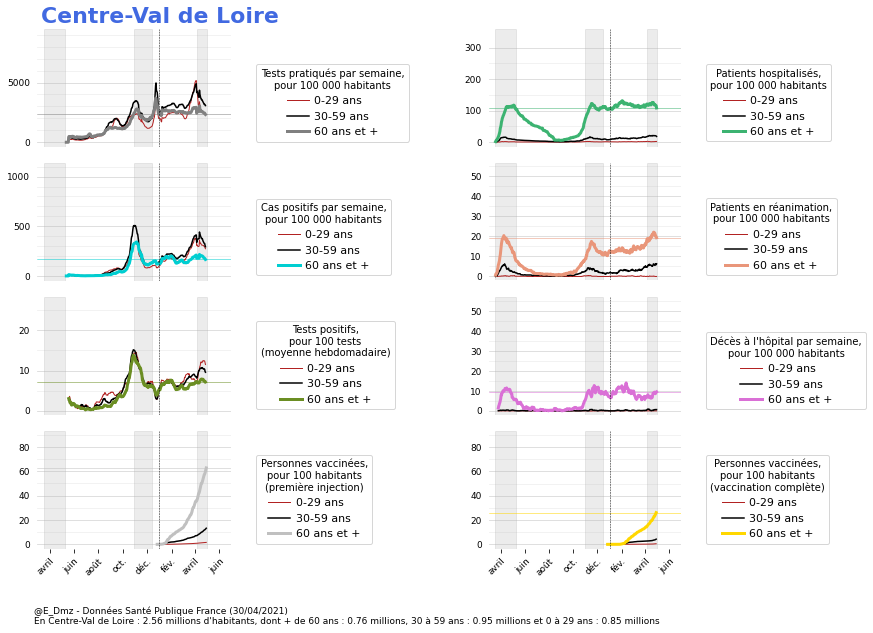 Centre-Val de Loire
5000
0
Tests pratiqués par semaine,
pour 100 000 habitants
0-29 ans
30-59 ans
60 ans et +
300
200
100
0
Patients hospitalisés,
pour 100 000 habitants
0-29 ans
30-59 ans
60 ans et +
1000
500
0
Cas positifs par semaine,
pour 100 000 habitants
0-29 ans
30-59 ans
60 ans et +
50
40
30
20
10
0
Patients en réanimation,
pour 100 000 habitants
0-29 ans
30-59 ans
60 ans et +
20
10
0
Tests positifs,
pour 100 tests
(moyenne hebdomadaire)
0-29 ans
30-59 ans
60 ans et +
50
40
30
20
10
0
Décès à l'hôpital par semaine,
pour 100 000 habitants
0-29 ans
30-59 ans
60 ans et +
80
60
40
20
0
avril
juin
août
oct.
déc.
fév.
avril
juin
Personnes vaccinées,
pour 100 habitants
(première injection)
0-29 ans
30-59 ans
60 ans et +
80
60
40
20
0
avril
juin
août
oct.
déc.
fév.
avril
juin
Personnes vaccinées,
pour 100 habitants
(vaccination complète)
0-29 ans
30-59 ans
60 ans et +
@E_Dmz - Données Santé Publique France (30/04/2021)
En Centre-Val de Loire : 2.56 millions d'habitants, dont + de 60 ans : 0.76 millions, 30 à 59 ans : 0.95 millions et 0 à 29 ans : 0.85 millions